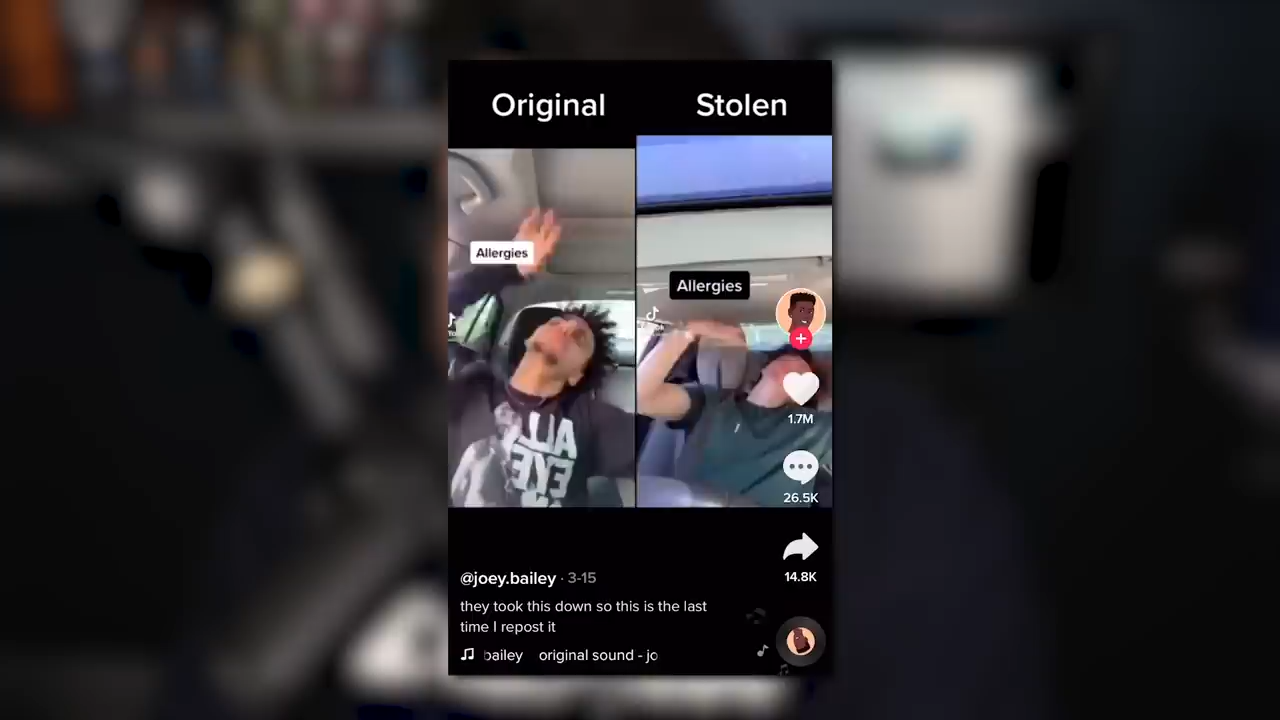 Original
Stolen
Allergies
Allergies
1.7M
26.5K
14.8K
@joey.bailey · 3-15
they took this down so this is the last
time I repost it
bailey original sound - jo